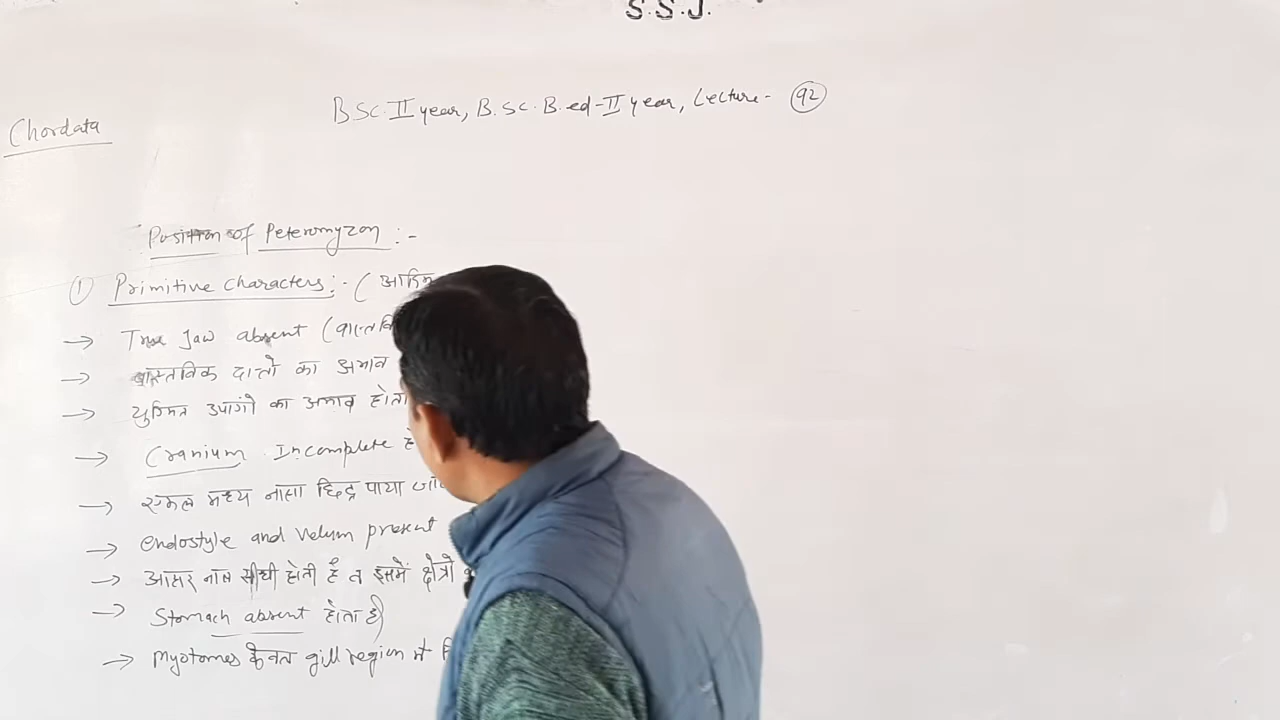 S.S.J.
BSc. II year, B.Sc. B.ed-II year, Lecture - 92
Chordata
Position of Peteromyzon :-
① Primitive characters :- ( आदिम
→ True Jaw absent (वास्तवि
→ वास्तविक दातो का अभाव
→ युग्मित उपांगो का अभाव होता
→ Cranium Incomplete
→ मध्य नासा छिद्र पाया जा
→ endostyle and velum present
→ आहार नाल सीधी होती है व इसमें क्षेत्रो
→ Stomach absent होता है
→ Myotomes केवल gill region में